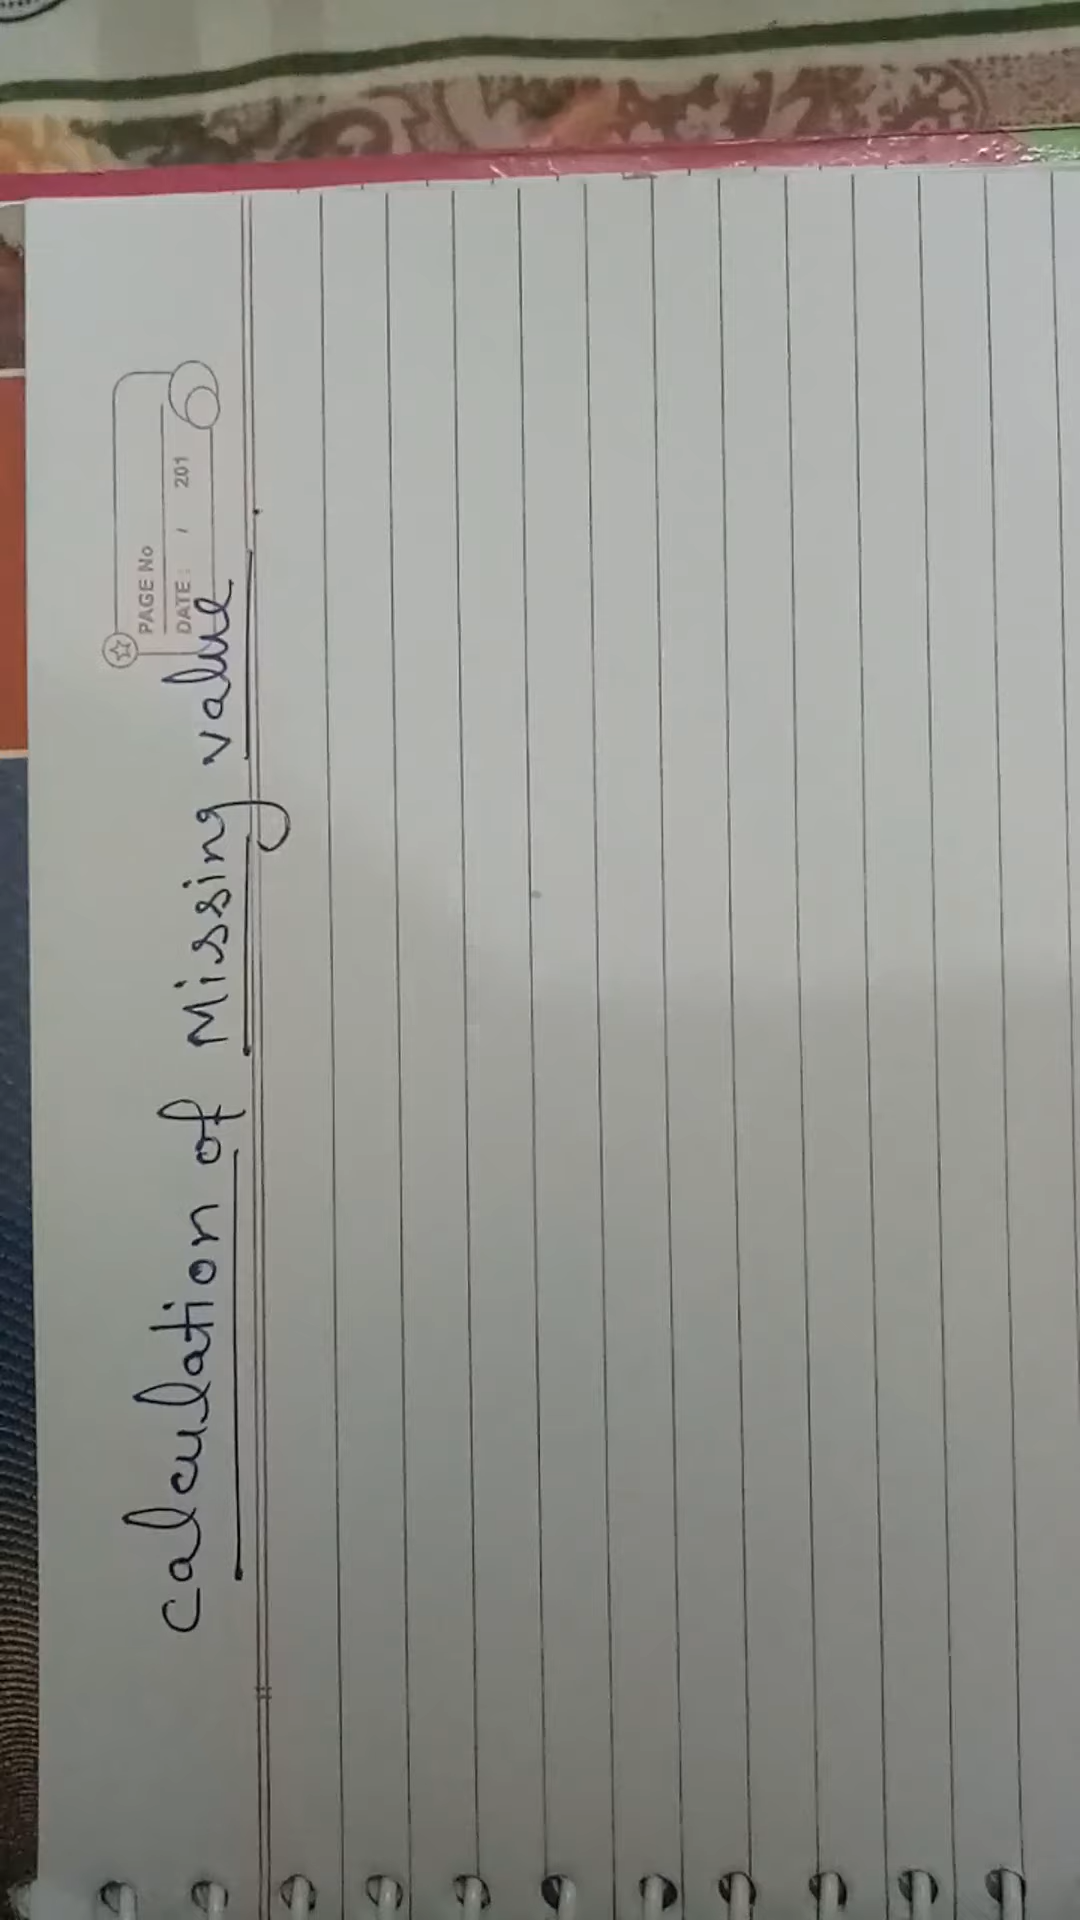 PAGE No
DATE : / 201
calculation of Missing value